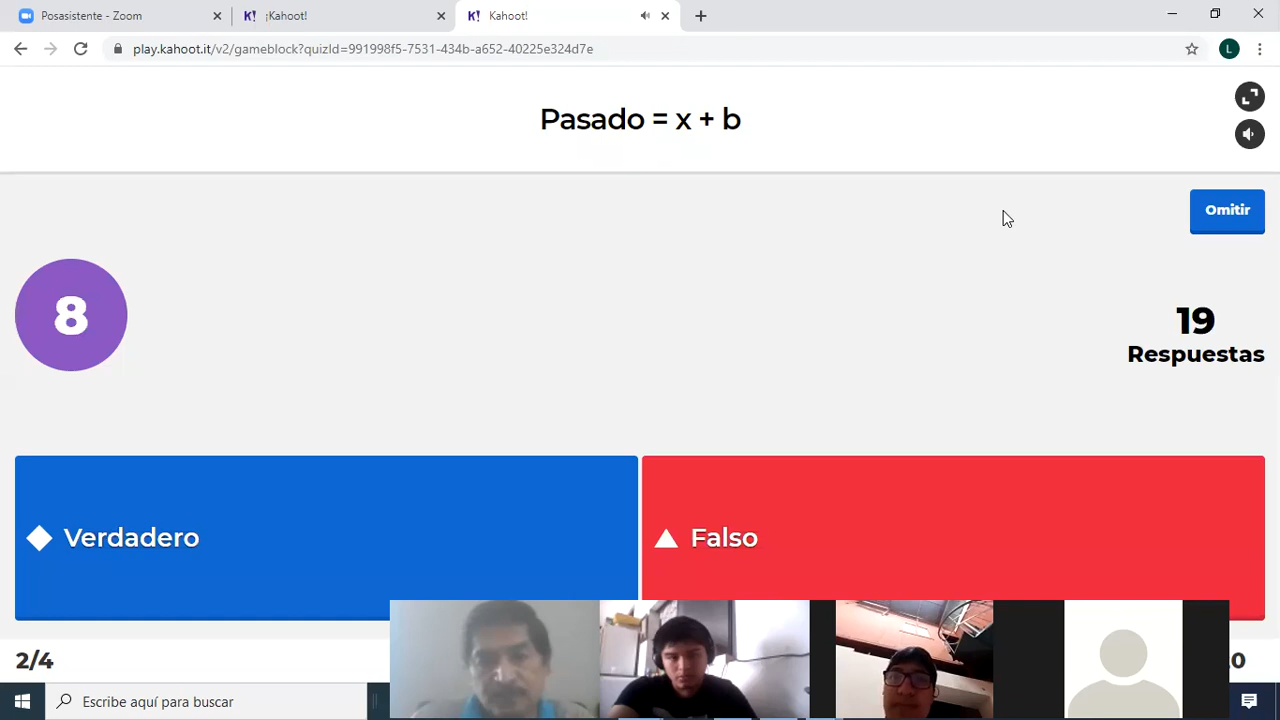 Posasistente - Zoom
K! ¡Kahoot!
K! Kahoot!
play.kahoot.it/v2/gameblock?quizId=991998f5-7531-434b-a652-40225e324d7e
L
Pasado = x + b
Omitir
8
19
Respuestas
Verdadero
Falso
2/4
Escribe aquí para buscar